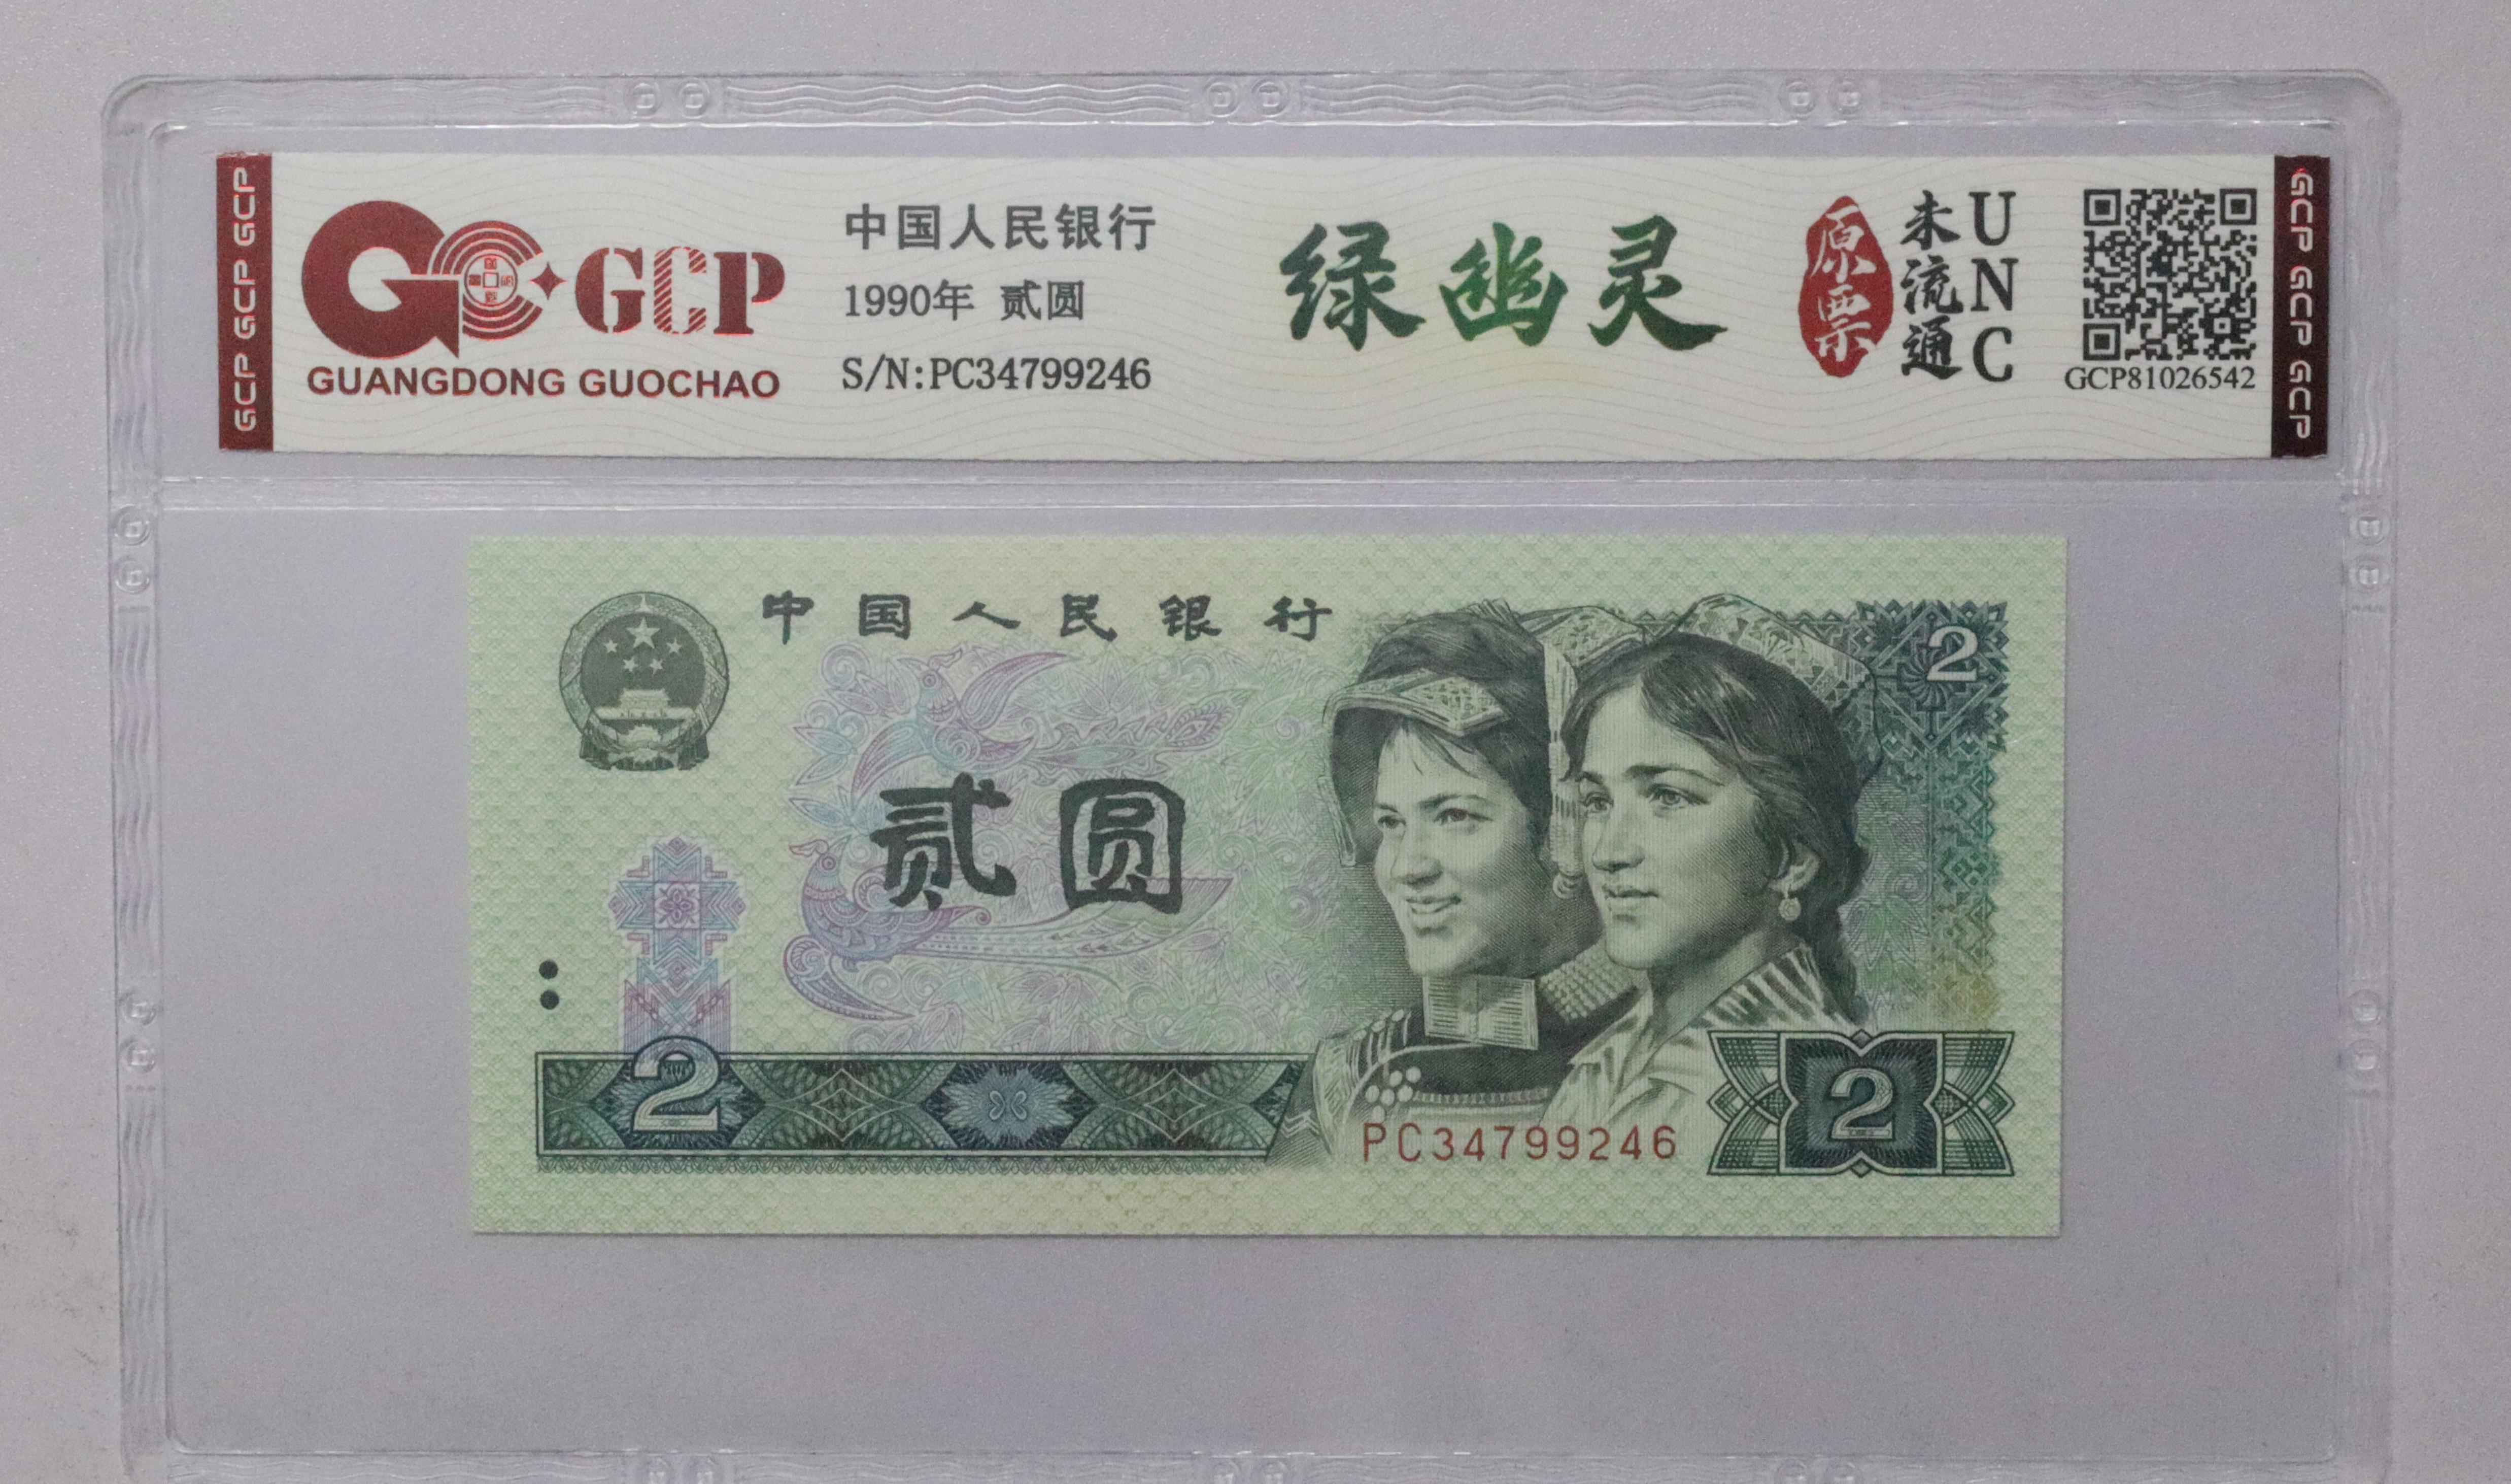 GCP GCP GCP
GCP
GUANGDONG GUOCHAO
中国人民银行
1990年 贰圆
S/N:PC34799246
绿幽灵
原票
未流通
UNC
GCP81026542
GCP GCP GCP
中国人民银行
2
贰圆
2
PC34799246
2